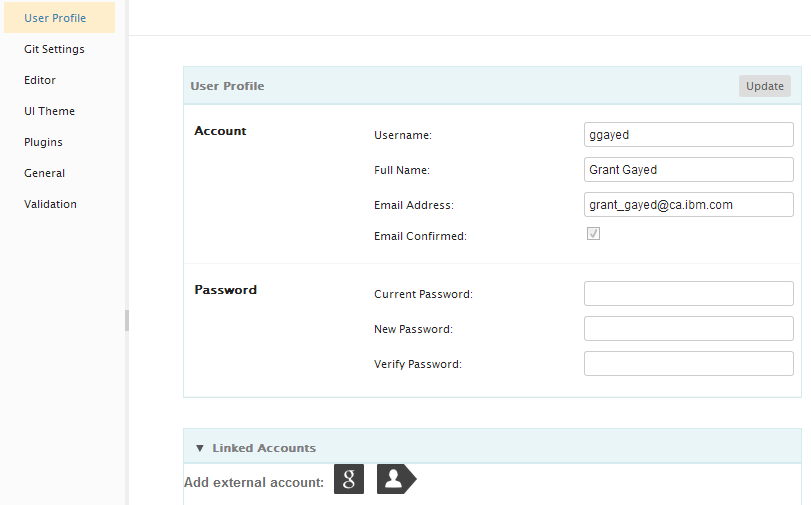 User Profile
Git Settings
Editor
UI Theme
Plugins
General
Validation
User Profile
Update
Account
Username:
ggayed
Full Name:
Grant Gayed
Email Address:
grant_gayed@ca.ibm.com
Email Confirmed:
Password
Current Password:
New Password:
Verify Password:
Linked Accounts
Add external account: g